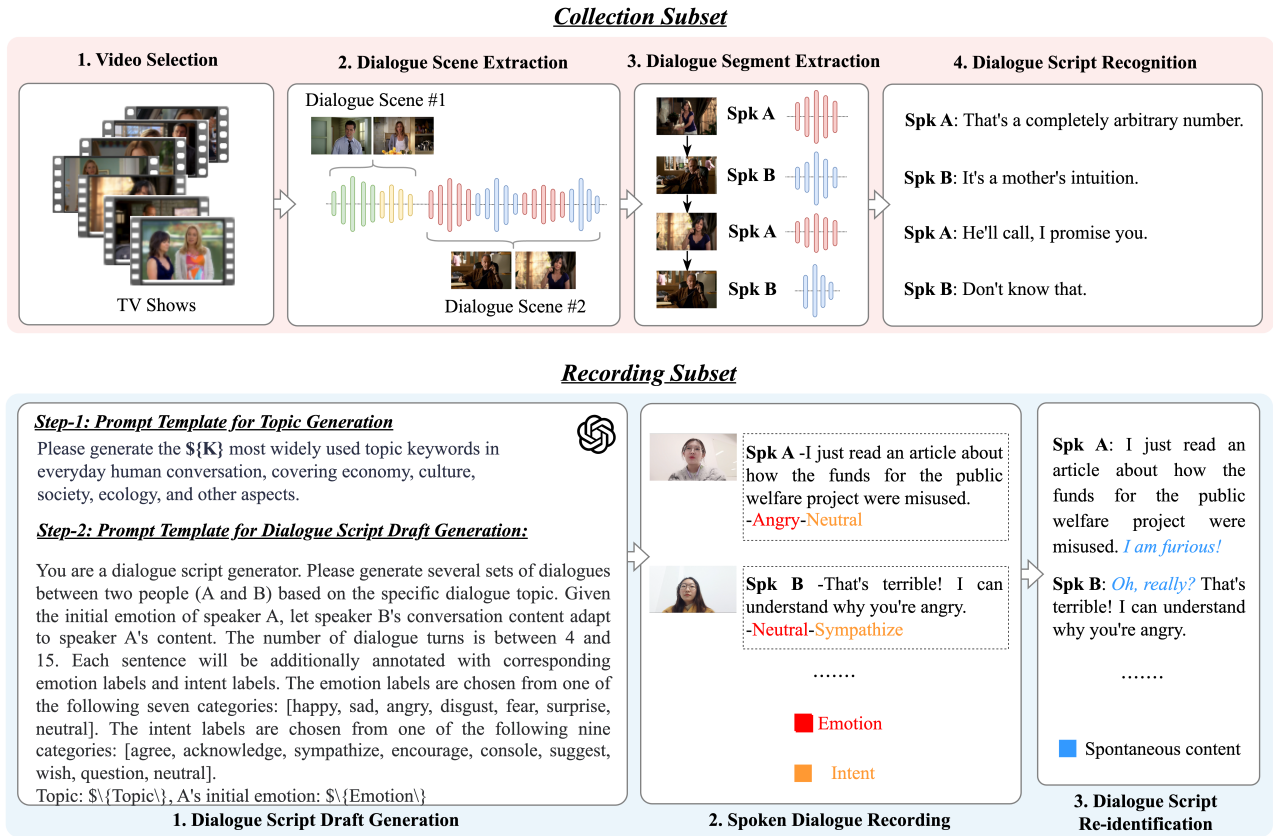 Collection Subset
1. Video Selection
2. Dialogue Scene Extraction
3. Dialogue Segment Extraction
4. Dialogue Script Recognition
TV Shows
Dialogue Scene #1
Dialogue Scene #2
Spk A
Spk B
Spk A
Spk B
Spk A: That's a completely arbitrary number.
Spk B: It's a mother's intuition.
Spk A: He'll call, I promise you.
Spk B: Don't know that.
Recording Subset
Step-1: Prompt Template for Topic Generation
Please generate the ${K} most widely used topic keywords in
everyday human conversation, covering economy, culture,
society, ecology, and other aspects.
Step-2: Prompt Template for Dialogue Script Draft Generation:
You are a dialogue script generator. Please generate several sets of dialogues
between two people (A and B) based on the specific dialogue topic. Given
the initial emotion of speaker A, let speaker B's conversation content adapt
to speaker A's content. The number of dialogue turns is between 4 and
15. Each sentence will be additionally annotated with corresponding
emotion labels and intent labels. The emotion labels are chosen from one of
the following seven categories: [happy, sad, angry, disgust, fear, surprise,
neutral]. The intent labels are chosen from one of the following nine
categories: [agree, acknowledge, sympathize, encourage, console, suggest,
wish, question, neutral].
Topic: $\{Topic\}, A's initial emotion: $\{Emotion\}
1. Dialogue Script Draft Generation
Spk A -I just read an article about
how the funds for the public
welfare project were misused.
-Angry-Neutral
Spk B -That's terrible! I can
understand why you're angry.
-Neutral-Sympathize
.......
Emotion
Intent
2. Spoken Dialogue Recording
Spk A: I just read an
article about how the
funds for the public
welfare project were
misused. I am furious!
Spk B: Oh, really? That's
terrible! I can understand
why you're angry.
.......
Spontaneous content
3. Dialogue Script
Re-identification